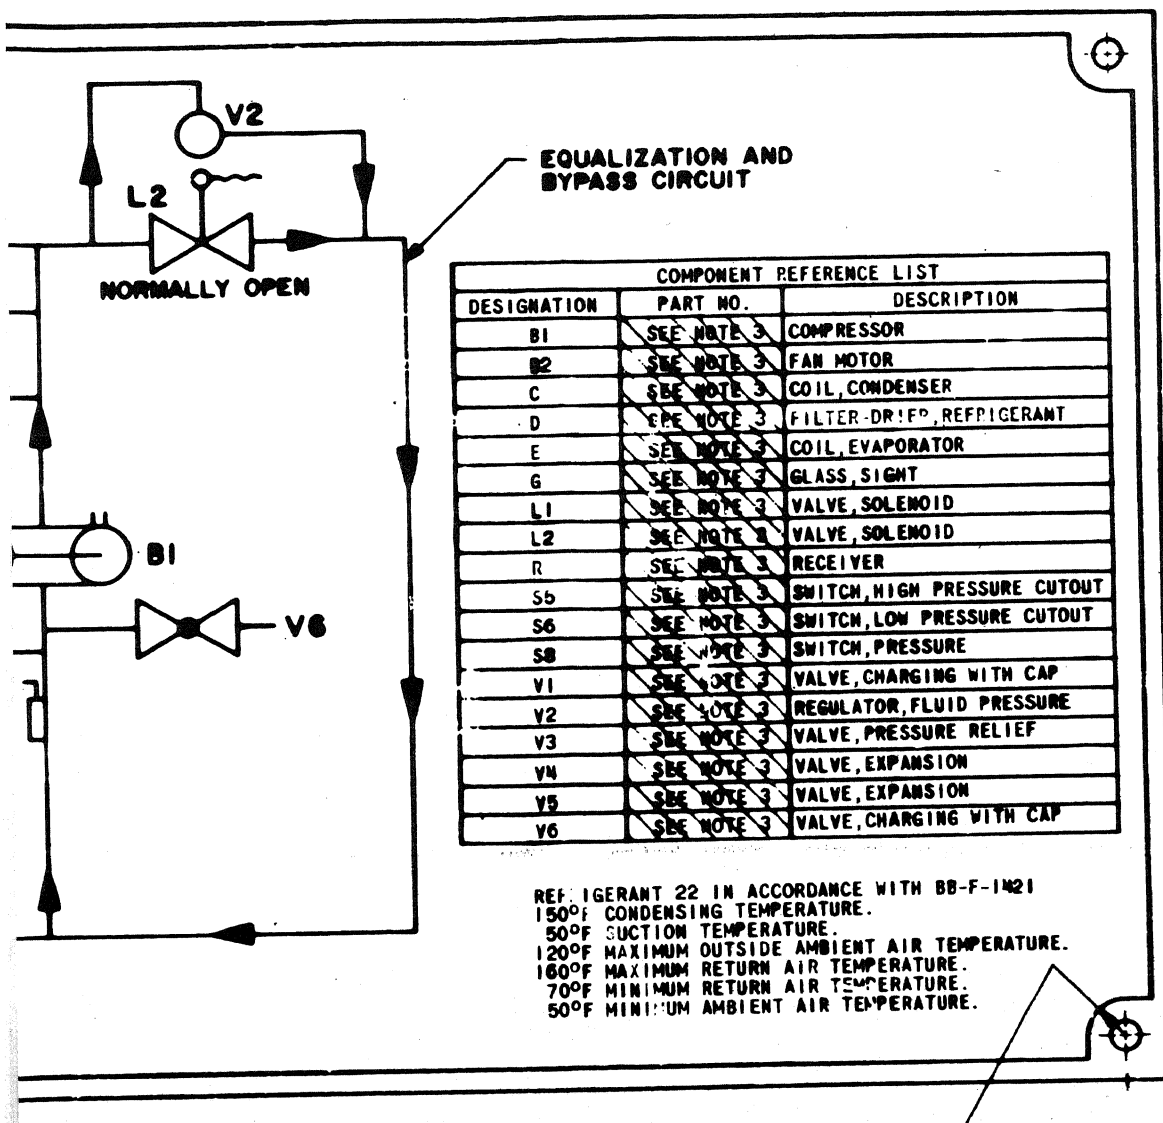 V2
EQUALIZATION AND
BYPASS CIRCUIT
L2
NORMALLY OPEN
COMPONENT REFERENCE LIST
DESIGNATION PART NO. DESCRIPTION
B1 SEE NOTE 3 COMPRESSOR
B2 SEE NOTE 3 FAN MOTOR
C SEE NOTE 3 COIL, CONDENSER
D SEE NOTE 3 FILTER-DRIER, REFRIGERANT
E SEE NOTE 3 COIL, EVAPORATOR
G SEE NOTE 3 GLASS, SIGHT
L1 SEE NOTE 3 VALVE, SOLENOID
L2 SEE NOTE 3 VALVE, SOLENOID
R SEE NOTE 3 RECEIVER
S5 SEE NOTE 3 SWITCH, HIGH PRESSURE CUTOUT
S6 SEE NOTE 3 SWITCH, LOW PRESSURE CUTOUT
S8 SEE NOTE 3 SWITCH, PRESSURE
V1 SEE NOTE 3 VALVE, CHARGING WITH CAP
V2 SEE NOTE 3 REGULATOR, FLUID PRESSURE
V3 SEE NOTE 3 VALVE, PRESSURE RELIEF
V4 SEE NOTE 3 VALVE, EXPANSION
V5 SEE NOTE 3 VALVE, EXPANSION
V6 SEE NOTE 3 VALVE, CHARGING WITH CAP
B1
V6
REFRIGERANT 22 IN ACCORDANCE WITH BB-F-1421
150°F CONDENSING TEMPERATURE.
50°F SUCTION TEMPERATURE.
120°F MAXIMUM OUTSIDE AMBIENT AIR TEMPERATURE.
160°F MAXIMUM RETURN AIR TEMPERATURE.
70°F MINIMUM RETURN AIR TEMPERATURE.
50°F MINIMUM AMBIENT AIR TEMPERATURE.